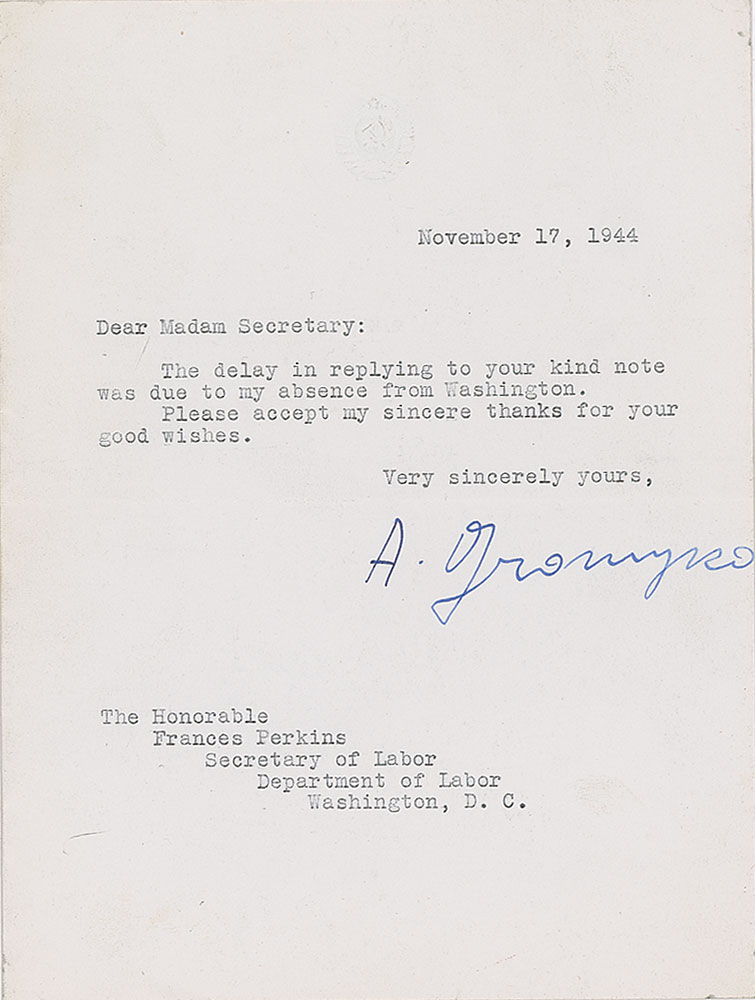 November 17, 1944
Dear Madam Secretary:
The delay in replying to your kind note
was due to my absence from Washington.
Please accept my sincere thanks for your
good wishes.
Very sincerely yours,
A. Gromyko
The Honorable
Frances Perkins
Secretary of Labor
Department of Labor
Washington, D. C.